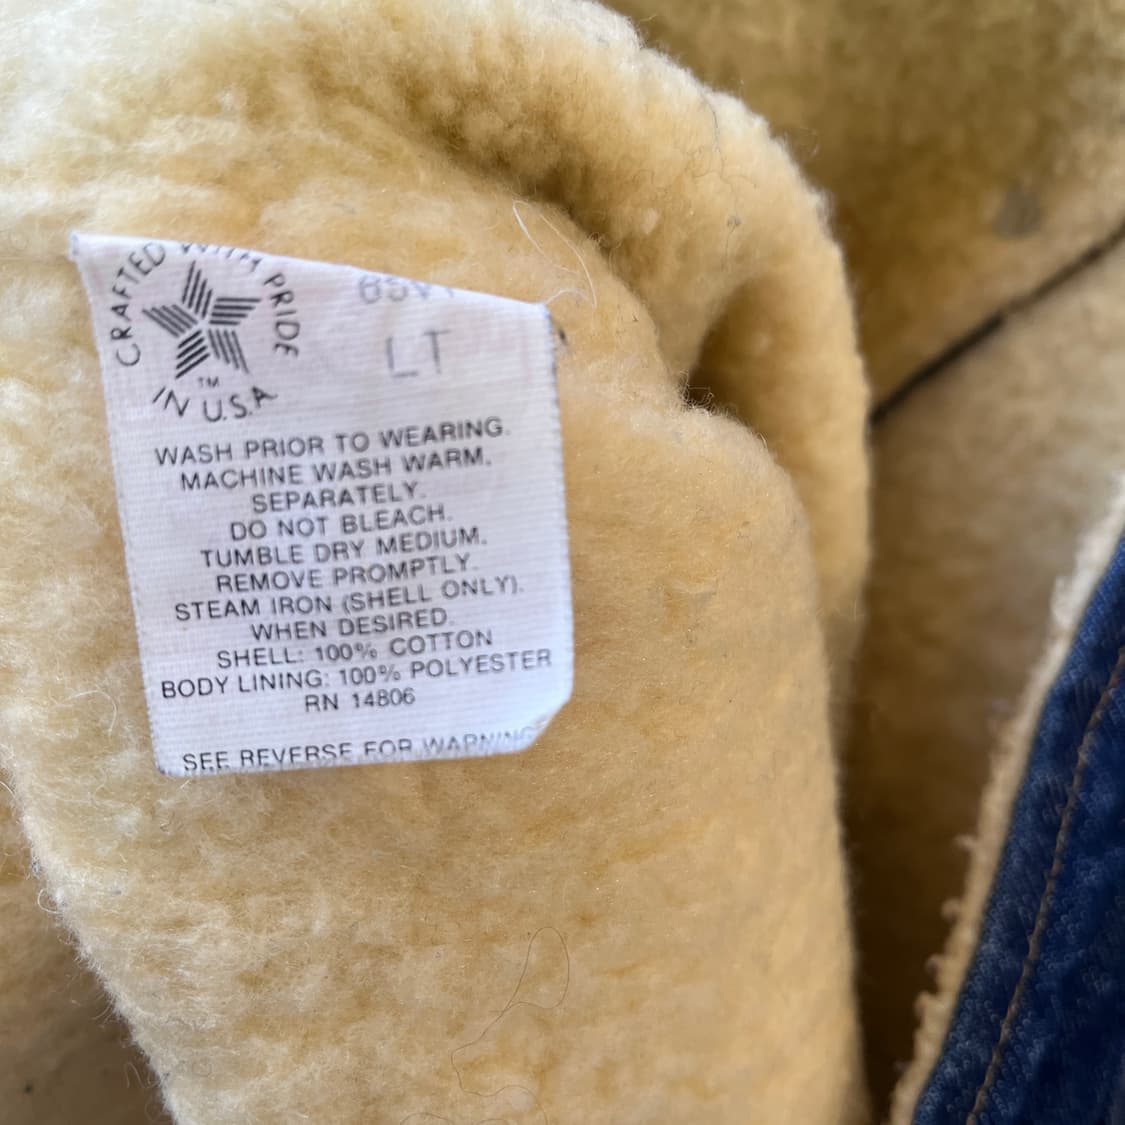 CRAFTED WITH PRIDE
IN U.S.A
TM
LT
WASH PRIOR TO WEARING.
MACHINE WASH WARM,
SEPARATELY.
DO NOT BLEACH.
TUMBLE DRY MEDIUM.
REMOVE PROMPTLY.
STEAM IRON (SHELL ONLY).
WHEN DESIRED.
SHELL: 100% COTTON
BODY LINING: 100% POLYESTER
RN 14806
SEE REVERSE FOR WARNING